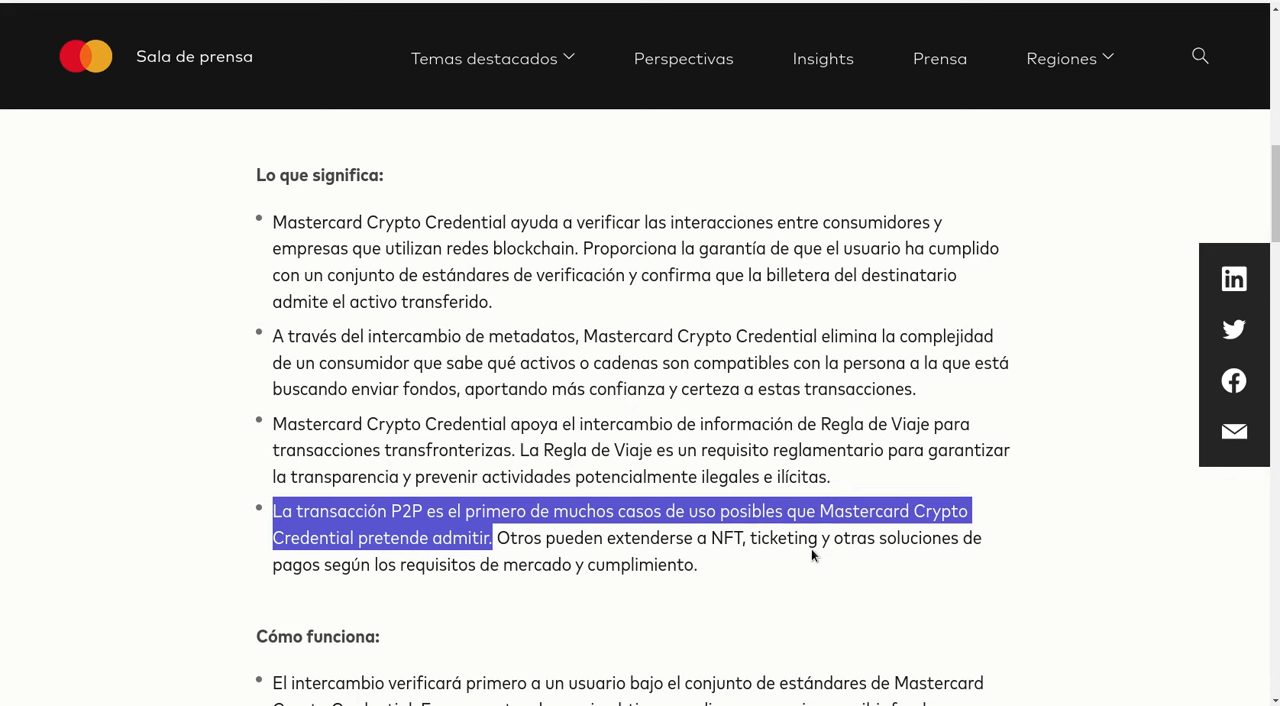 Sala de prensa
Temas destacados
Perspectivas
Insights
Prensa
Regiones
Lo que significa:
Mastercard Crypto Credential ayuda a verificar las interacciones entre consumidores y
empresas que utilizan redes blockchain. Proporciona la garantía de que el usuario ha cumplido
con un conjunto de estándares de verificación y confirma que la billetera del destinatario
admite el activo transferido.
A través del intercambio de metadatos, Mastercard Crypto Credential elimina la complejidad
de un consumidor que sabe qué activos o cadenas son compatibles con la persona a la que está
buscando enviar fondos, aportando más confianza y certeza a estas transacciones.
Mastercard Crypto Credential apoya el intercambio de información de Regla de Viaje para
transacciones transfronterizas. La Regla de Viaje es un requisito reglamentario para garantizar
la transparencia y prevenir actividades potencialmente ilegales e ilícitas.
La transacción P2P es el primero de muchos casos de uso posibles que Mastercard Crypto
Credential pretende admitir. Otros pueden extenderse a NFT, ticketing y otras soluciones de
pagos según los requisitos de mercado y cumplimiento.
Cómo funciona:
El intercambio verificará primero a un usuario bajo el conjunto de estándares de Mastercard